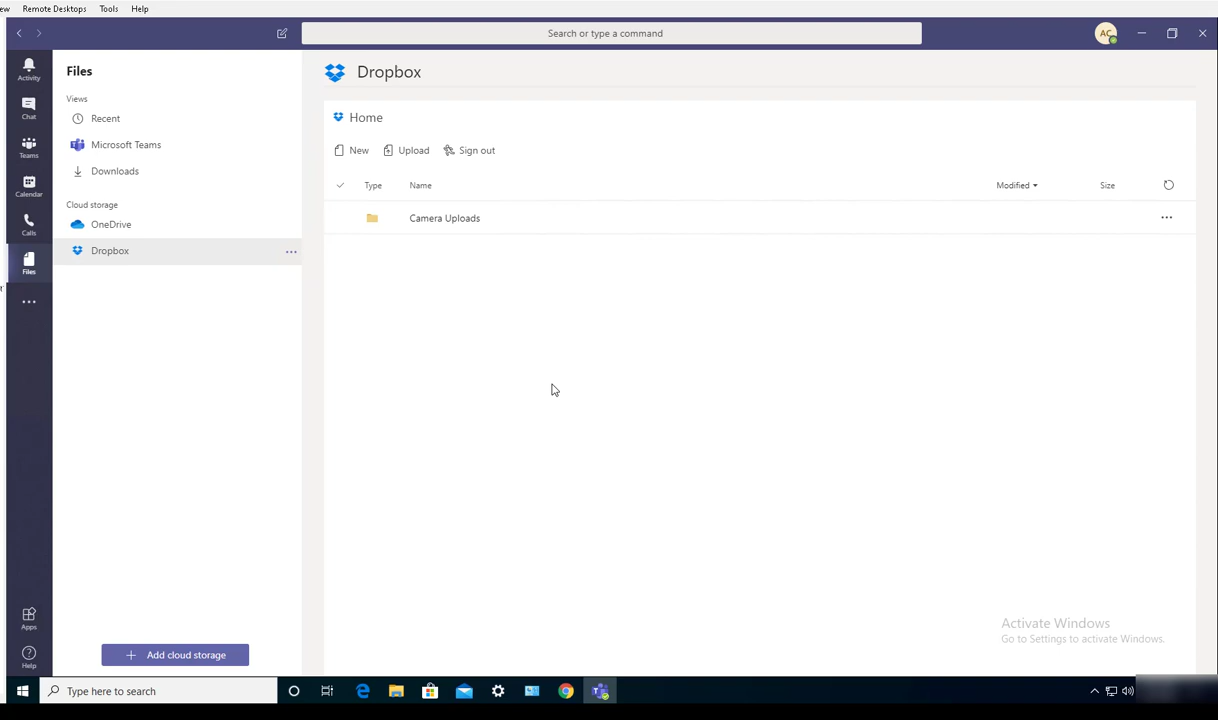 ew Remote Desktops Tools Help
Search or type a command
AC
Activity
Chat
Teams
Calendar
Calls
Files
Apps
Help
Files
Views
Recent
Microsoft Teams
Downloads
Cloud storage
OneDrive
Dropbox
Add cloud storage
Dropbox
Home
New Upload Sign out
Type Name Modified Size
Camera Uploads
Activate Windows
Go to Settings to activate Windows.
Type here to search